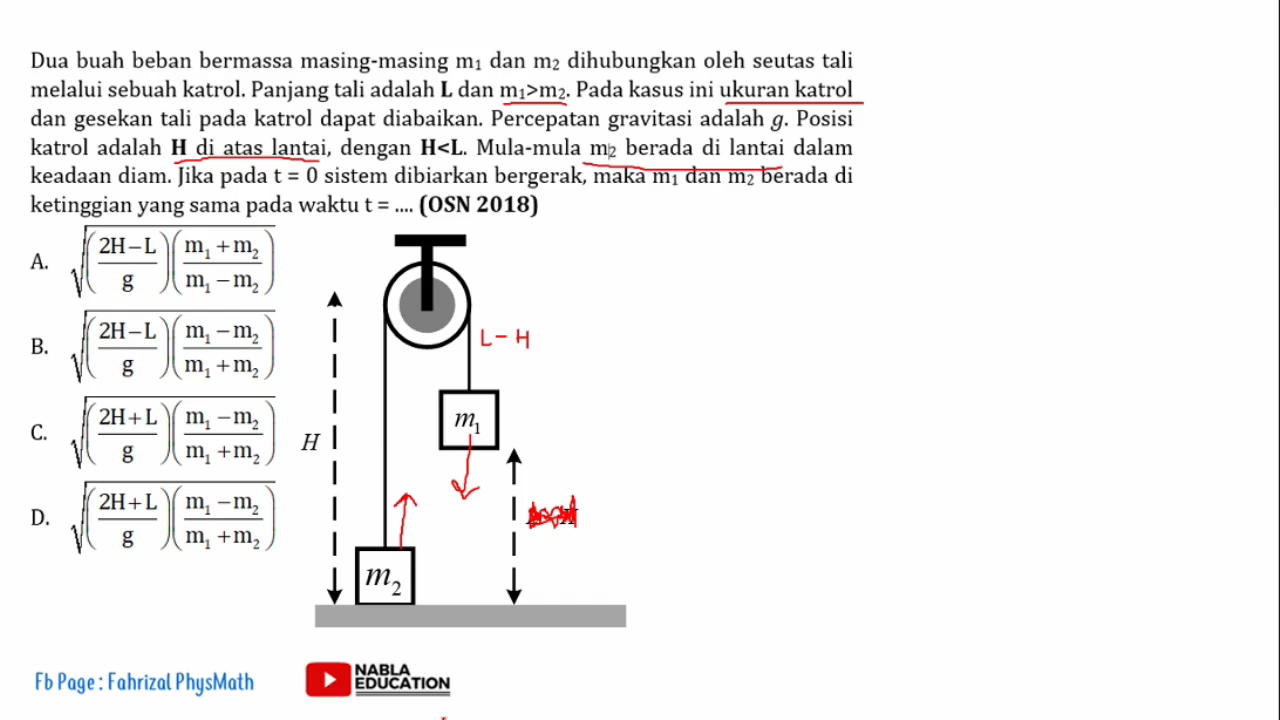 Dua buah beban bermassa masing-masing m₁ dan m₂ dihubungkan oleh seutas tali
melalui sebuah katrol. Panjang tali adalah L dan m₁>m₂. Pada kasus ini ukuran katrol
dan gesekan tali pada katrol dapat diabaikan. Percepatan gravitasi adalah g. Posisi
katrol adalah H di atas lantai, dengan H<L. Mula-mula m₂ berada di lantai dalam
keadaan diam. Jika pada t = 0 sistem dibiarkan bergerak, maka m₁ dan m₂ berada di
ketinggian yang sama pada waktu t = .... (OSN 2018)
A. √((2H−L)/g)((m₁+m₂)/(m₁−m₂))
B. √((2H−L)/g)((m₁−m₂)/(m₁+m₂))
C. √((2H+L)/g)((m₁−m₂)/(m₁+m₂))
D. √((2H+L)/g)((m₁−m₂)/(m₁+m₂))
L-H
m₁
H
m₂
Fb Page : Fahrizal PhysMath
NABLA
EDUCATION